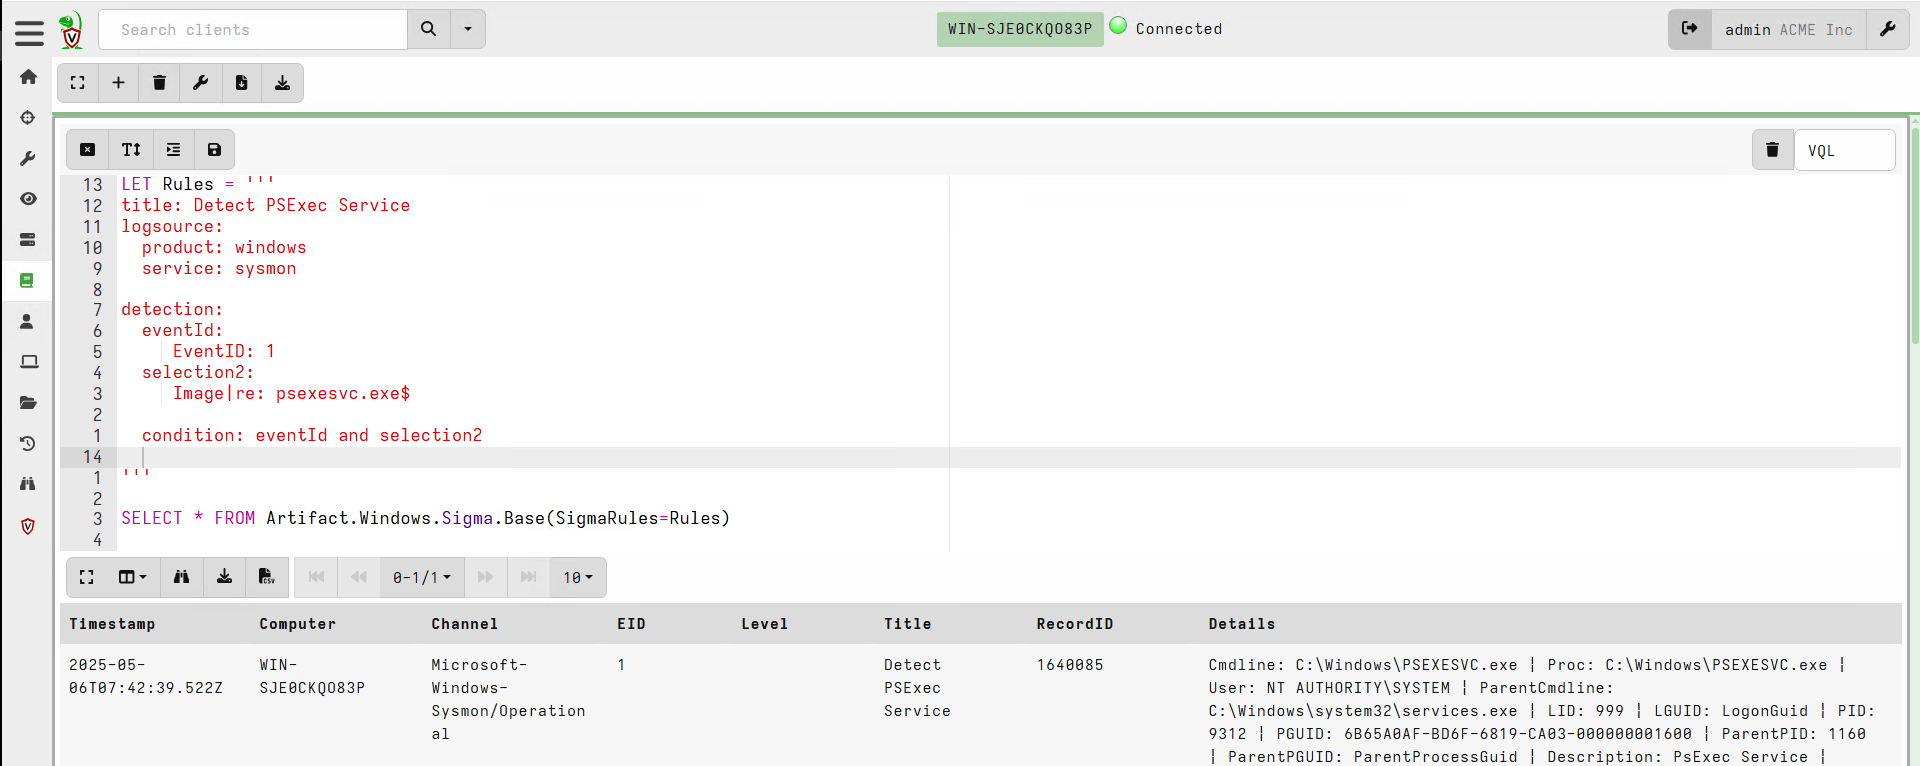 Search clients
WIN-SJE0CKQO83P
Connected
admin ACME Inc
VQL
13 LET Rules = '''
12 title: Detect PSExec Service
11 logsource:
10 product: windows
9 service: sysmon
8
7 detection:
6 eventId:
5 EventID: 1
4 selection2:
3 Image|re: psexesvc.exe$
2
1 condition: eventId and selection2
14
1 '''
2
3 SELECT * FROM Artifact.Windows.Sigma.Base(SigmaRules=Rules)
4
0-1/1
10
Timestamp Computer Channel EID Level Title RecordID Details
2025-05-06T07:42:39.522Z
WIN-SJE0CKQO83P
Microsoft-Windows-Sysmon/Operational
1
Detect PSExec Service
1640085
Cmdline: C:\Windows\PSEXESVC.exe ¦ Proc: C:\Windows\PSEXESVC.exe ¦
User: NT AUTHORITY\SYSTEM ¦ ParentCmdline:
C:\Windows\system32\services.exe ¦ LID: 999 ¦ LGUID: LogonGuid ¦ PID:
9312 ¦ PGUID: 6B65A0AF-BD6F-6819-CA03-000000001600 ¦ ParentPID: 1160
¦ ParentPGUID: ParentProcessGuid ¦ Description: PsExec Service ¦